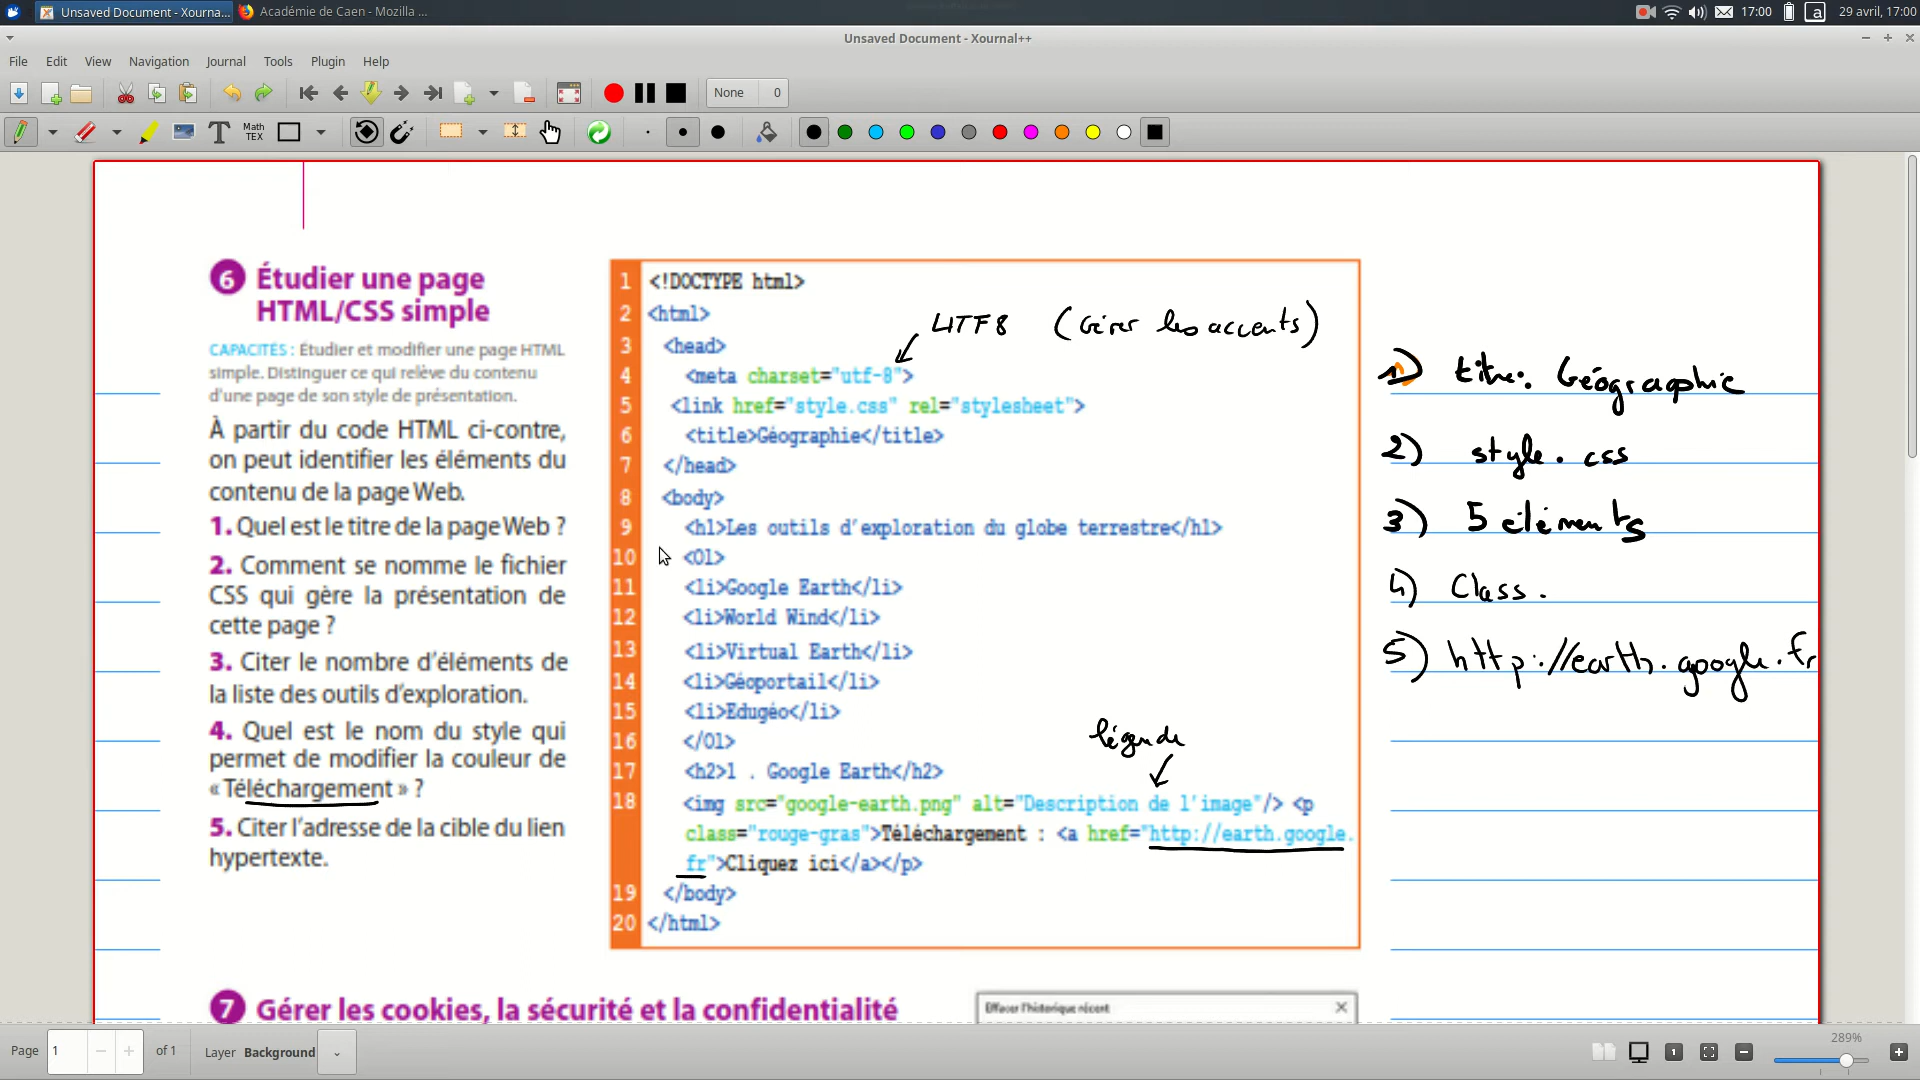 Unsaved Document - Xourna...
Académie de Caen - Mozilla ...
17:00
a
29 avril, 17:00
Unsaved Document - Xournal++
File Edit View Navigation Journal Tools Plugin Help
None 0
T
Math
TEX
6 Étudier une page
HTML/CSS simple
CAPACITÉS : Étudier et modifier une page HTML
simple. Distinguer ce qui relève du contenu
d'une page de son style de présentation.
À partir du code HTML ci-contre,
on peut identifier les éléments du
contenu de la page Web.
1. Quel est le titre de la page Web ?
2. Comment se nomme le fichier
CSS qui gère la présentation de
cette page ?
3. Citer le nombre d'éléments de
la liste des outils d'exploration.
4. Quel est le nom du style qui
permet de modifier la couleur de
« Téléchargement » ?
5. Citer l'adresse de la cible du lien
hypertexte.
1 <!DOCTYPE html>
2 <html>
UTF8 (Gérer les accents)
3 <head>
4 <meta charset="utf-8">
5 <link href="style.css" rel="stylesheet">
6 <title>Géographie</title>
7 </head>
8 <body>
9 <h1>Les outils d'exploration du globe terrestre</h1>
10 <Ol>
11 <li>Google Earth</li>
12 <li>World Wind</li>
13 <li>Virtual Earth</li>
14 <li>Géoportail</li>
15 <li>Edugéo</li>
16 </Ol>
légende
17 <h2>1 . Google Earth</h2>
18 <img src="google-earth.png" alt="Description de l'image"/> <p
class="rouge-gras">Téléchargement : <a href="http://earth.google.
fr">Cliquez ici</a></p>
19 </body>
20 </html>
1) titre: Géographie
2) style.css
3) 5 éléments
4) Class.
5) http://earth.google.fr
7 Gérer les cookies, la sécurité et la confidentialité
Effacer l'historique récent
Page 1 of 1 Layer Background
1
289%